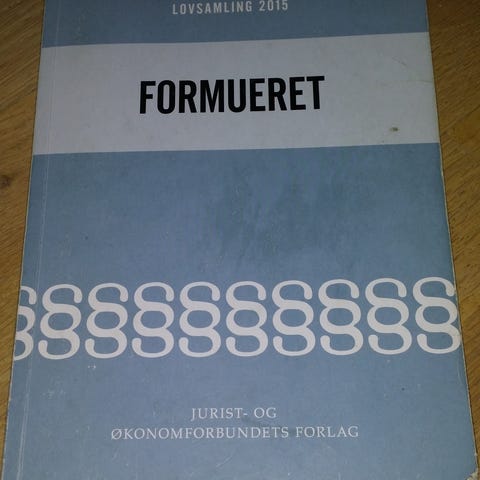 LOVSAMLING 2015
FORMUERET
§§§§§§§§§§
JURIST- OG
ØKONOMFORBUNDETS FORLAG